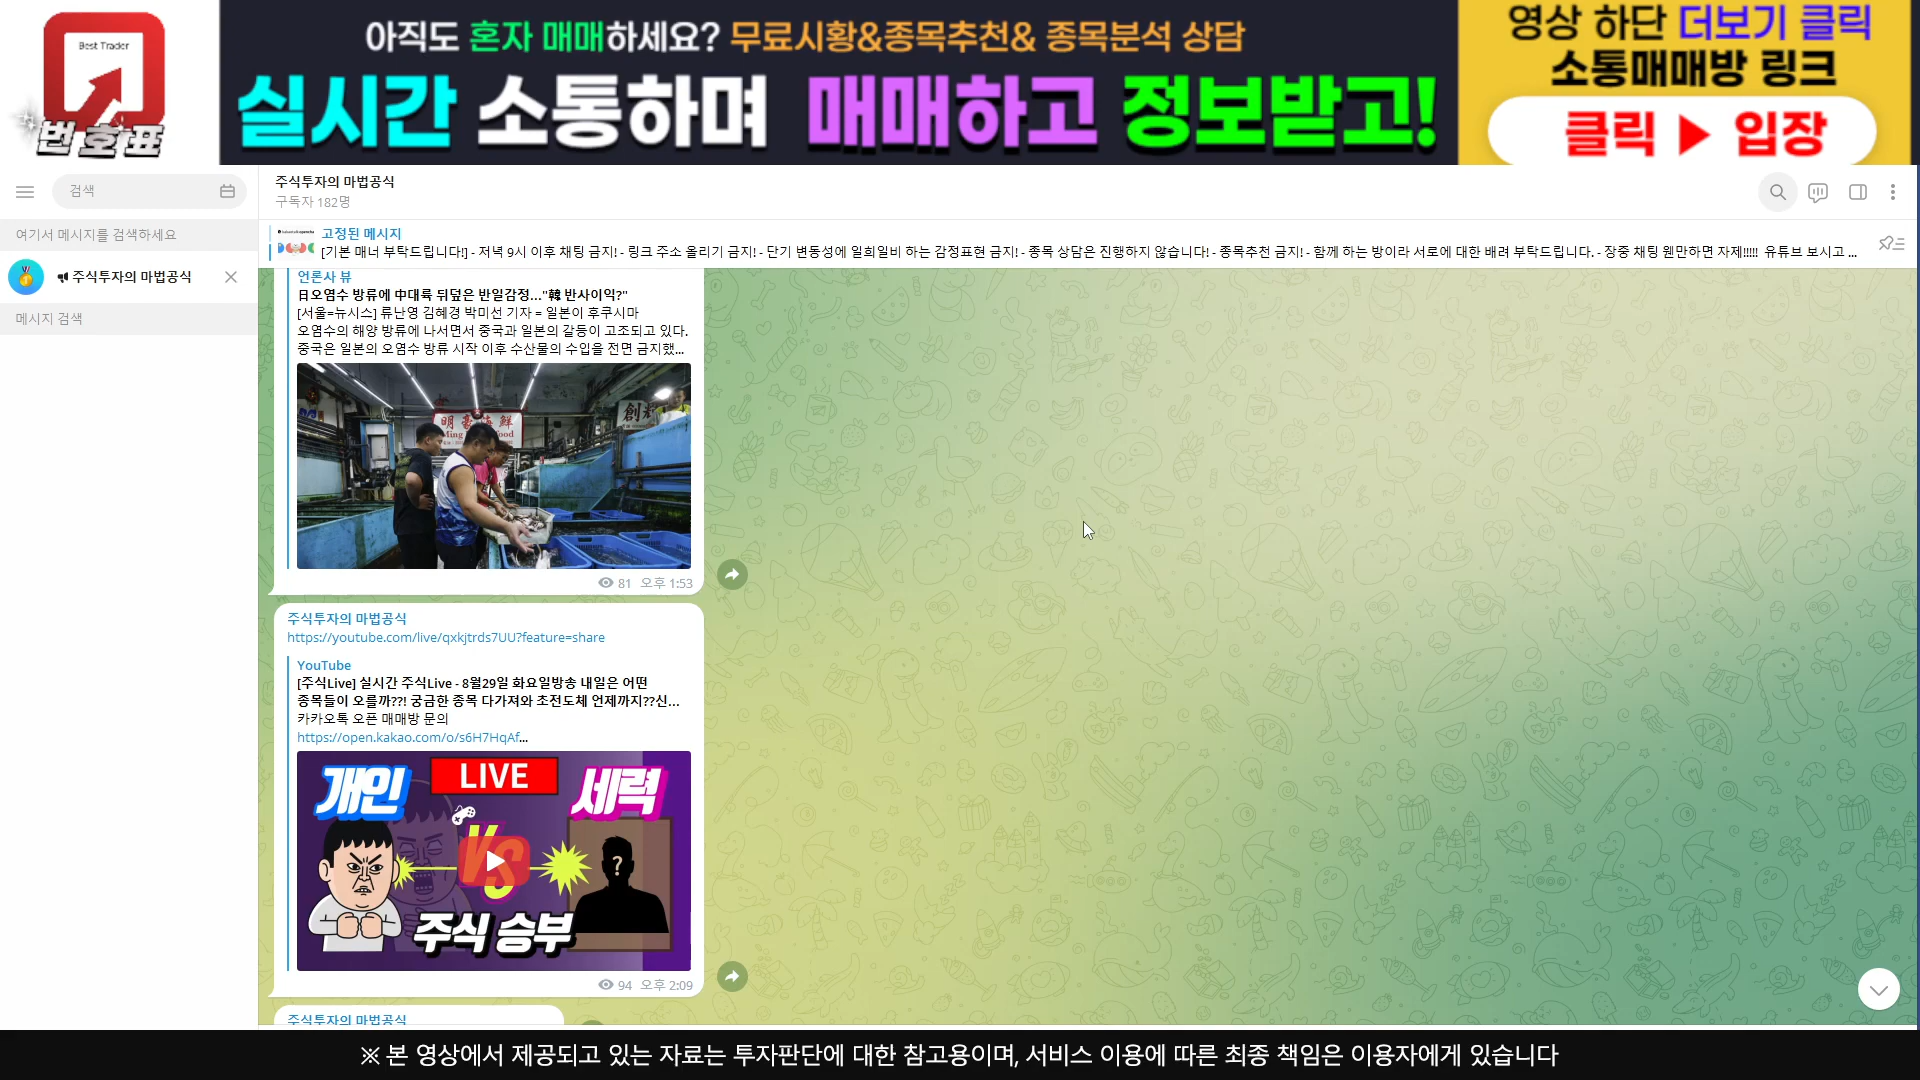 Best Trader
번호표
아직도 혼자 매매하세요? 무료시황&종목추천& 종목분석 상담
실시간 소통하며 매매하고 정보받고!
영상 하단 더보기 클릭
소통매매방 링크
클릭 ▶ 입장
검색
주식투자의 마법공식
구독자 182명
여기서 메시지를 검색하세요
주식투자의 마법공식
메시지 검색
고정된 메시지
[기본 매너 부탁드립니다!] - 저녁 9시 이후 채팅 금지! - 링크 주소 올리기 금지! - 단기 변동성에 일희일비 하는 감정표현 금지! - 종목 상담은 진행하지 않습니다! - 종목추천 금지! - 함께 하는 방이라 서로에 대한 배려 부탁드립니다. - 장중 채팅 웬만하면 자제!!!!! 유튜브 보시고 ...
언론사 뷰
日오염수 방류에 中대륙 뒤덮은 반일감정..."韓 반사이익?"
[서울=뉴시스] 류난영 김혜경 박미선 기자 = 일본이 후쿠시마
오염수의 해양 방류에 나서면서 중국과 일본의 갈등이 고조되고 있다.
중국은 일본의 오염수 방류 시작 이후 수산물의 수입을 전면 금지했...
明豪海鮮
81 오후 1:53
주식투자의 마법공식
https://youtube.com/live/qxkjtrds7UU?feature=share
YouTube
[주식Live] 실시간 주식Live - 8월29일 화요일방송 내일은 어떤
종목들이 오를까??! 궁금한 종목 다가져와 초전도체 언제까지??신...
카카오톡 오픈 매매방 문의
https://open.kakao.com/o/s6H7HqAf...
개인 LIVE 세력
VS
?
주식 승부
94 오후 2:09
주식투자의 마법공식
※ 본 영상에서 제공되고 있는 자료는 투자판단에 대한 참고용이며, 서비스 이용에 따른 최종 책임은 이용자에게 있습니다